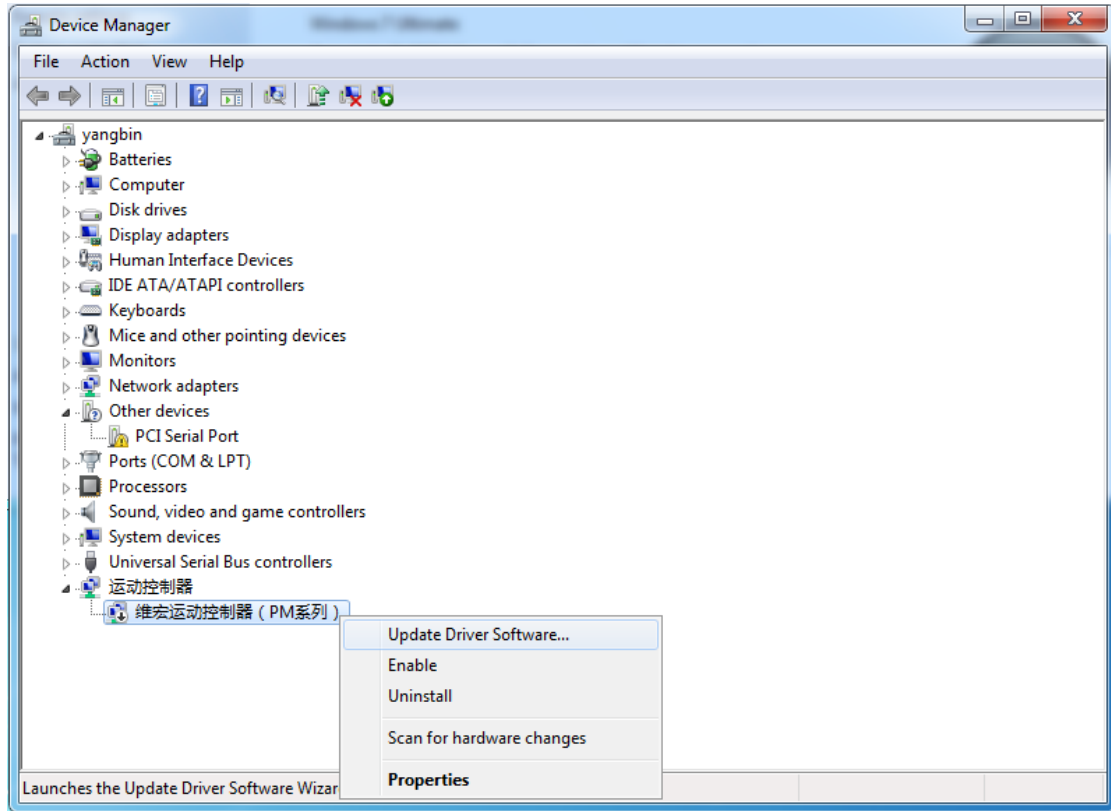 Device Manager
File Action View Help
yangbin
Batteries
Computer
Disk drives
Display adapters
Human Interface Devices
IDE ATA/ATAPI controllers
Keyboards
Mice and other pointing devices
Monitors
Network adapters
Other devices
PCI Serial Port
Ports (COM & LPT)
Processors
Sound, video and game controllers
System devices
Universal Serial Bus controllers
运动控制器
维宏运动控制器（PM系列）
Update Driver Software...
Enable
Uninstall
Scan for hardware changes
Properties
Launches the Update Driver Software Wizar